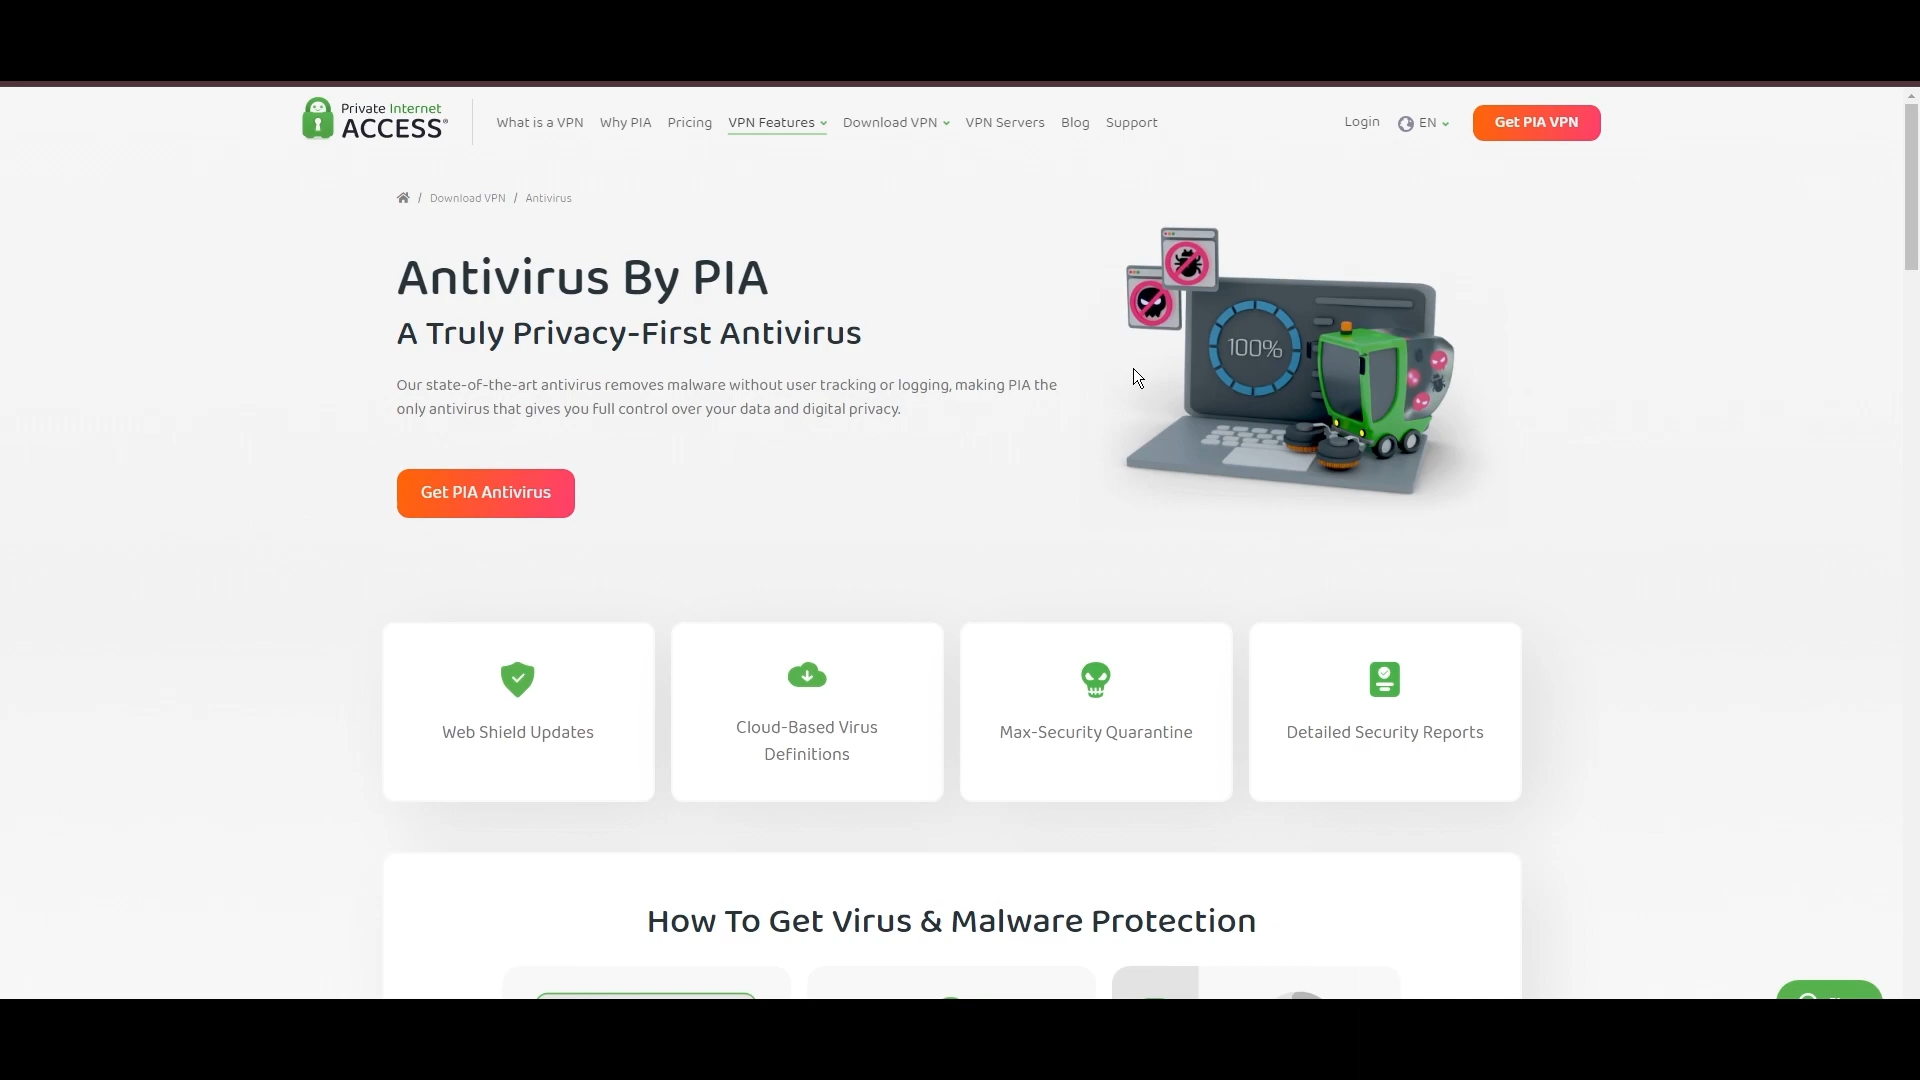 Private Internet
ACCESS®
What is a VPN
Why PIA
Pricing
VPN Features
Download VPN
VPN Servers
Blog
Support
Login
EN
Get PIA VPN
/ Download VPN / Antivirus
Antivirus By PIA
A Truly Privacy-First Antivirus
Our state-of-the-art antivirus removes malware without user tracking or logging, making PIA the
only antivirus that gives you full control over your data and digital privacy.
Get PIA Antivirus
100%
Web Shield Updates
Cloud-Based Virus
Definitions
Max-Security Quarantine
Detailed Security Reports
How To Get Virus & Malware Protection